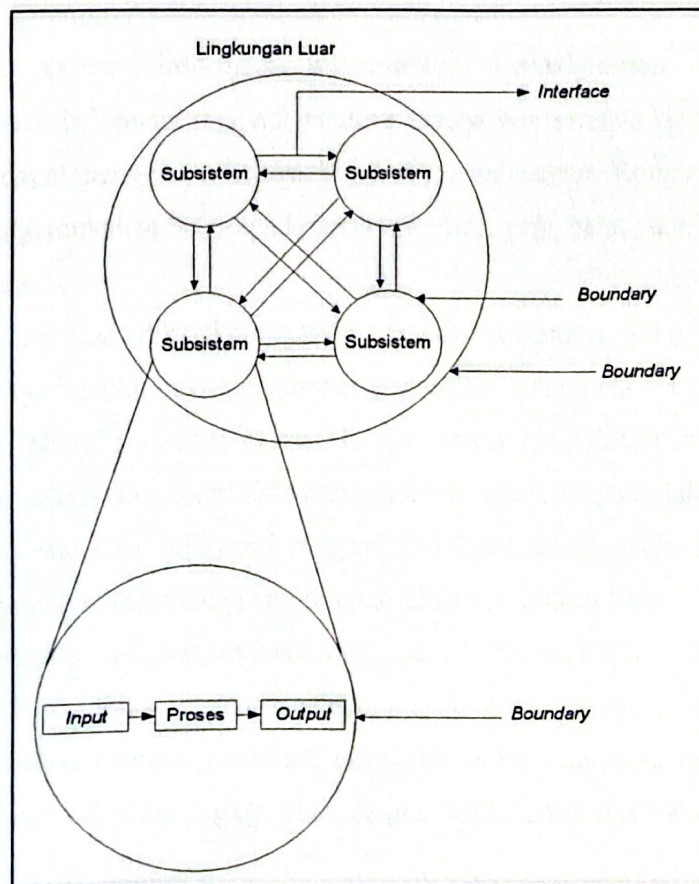 Lingkungan Luar
Interface
Subsistem Subsistem
Boundary
Subsistem Subsistem
Boundary
Input Proses Output Boundary